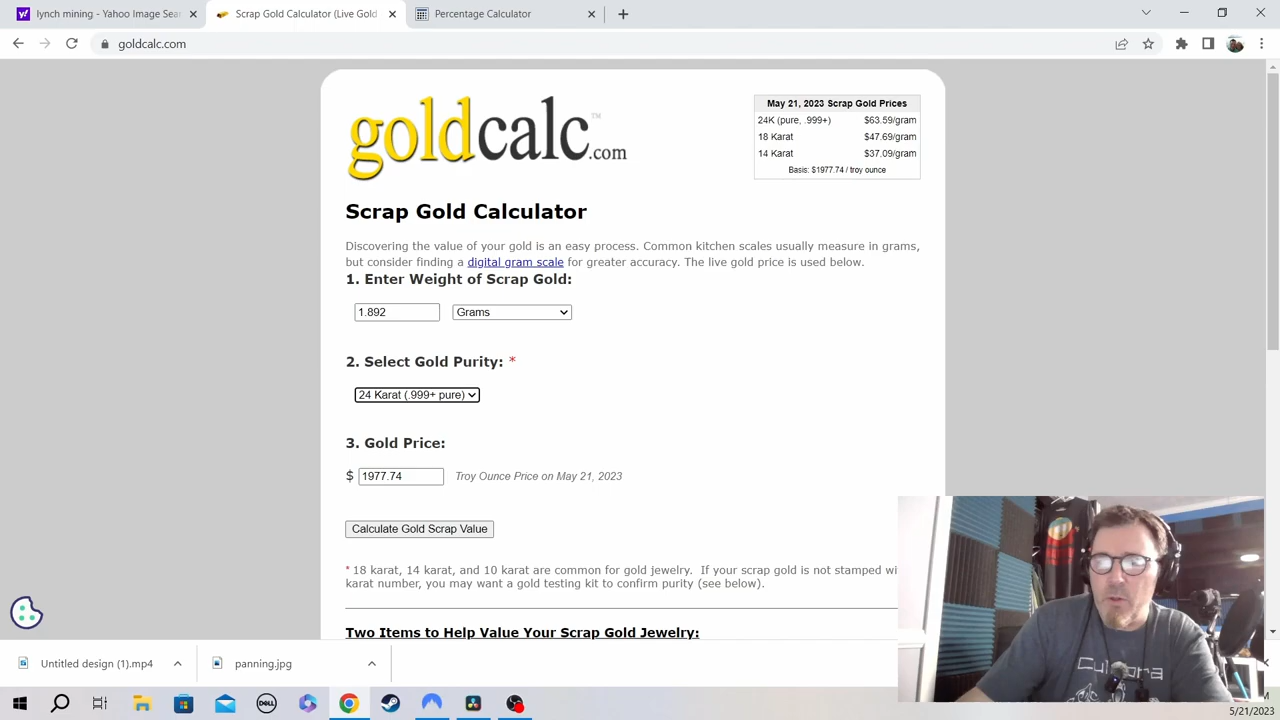 lynch mining - Yahoo Image Sear
Scrap Gold Calculator (Live Gold
Percentage Calculator
goldcalc.com
goldcalc.com™
May 21, 2023 Scrap Gold Prices
24K (pure, .999+) $63.59/gram
18 Karat $47.69/gram
14 Karat $37.09/gram
Basis: $1977.74 / troy ounce
Scrap Gold Calculator
Discovering the value of your gold is an easy process. Common kitchen scales usually measure in grams,
but consider finding a digital gram scale for greater accuracy. The live gold price is used below.
1. Enter Weight of Scrap Gold:
1.892 Grams
2. Select Gold Purity: *
24 Karat (.999+ pure)
3. Gold Price:
$ 1977.74 Troy Ounce Price on May 21, 2023
Calculate Gold Scrap Value
* 18 karat, 14 karat, and 10 karat are common for gold jewelry. If your scrap gold is not stamped wi
karat number, you may want a gold testing kit to confirm purity (see below).
Two Items to Help Value Your Scrap Gold Jewelry:
Untitled design (1).mp4
panning.jpg
DELL
5/21/2023